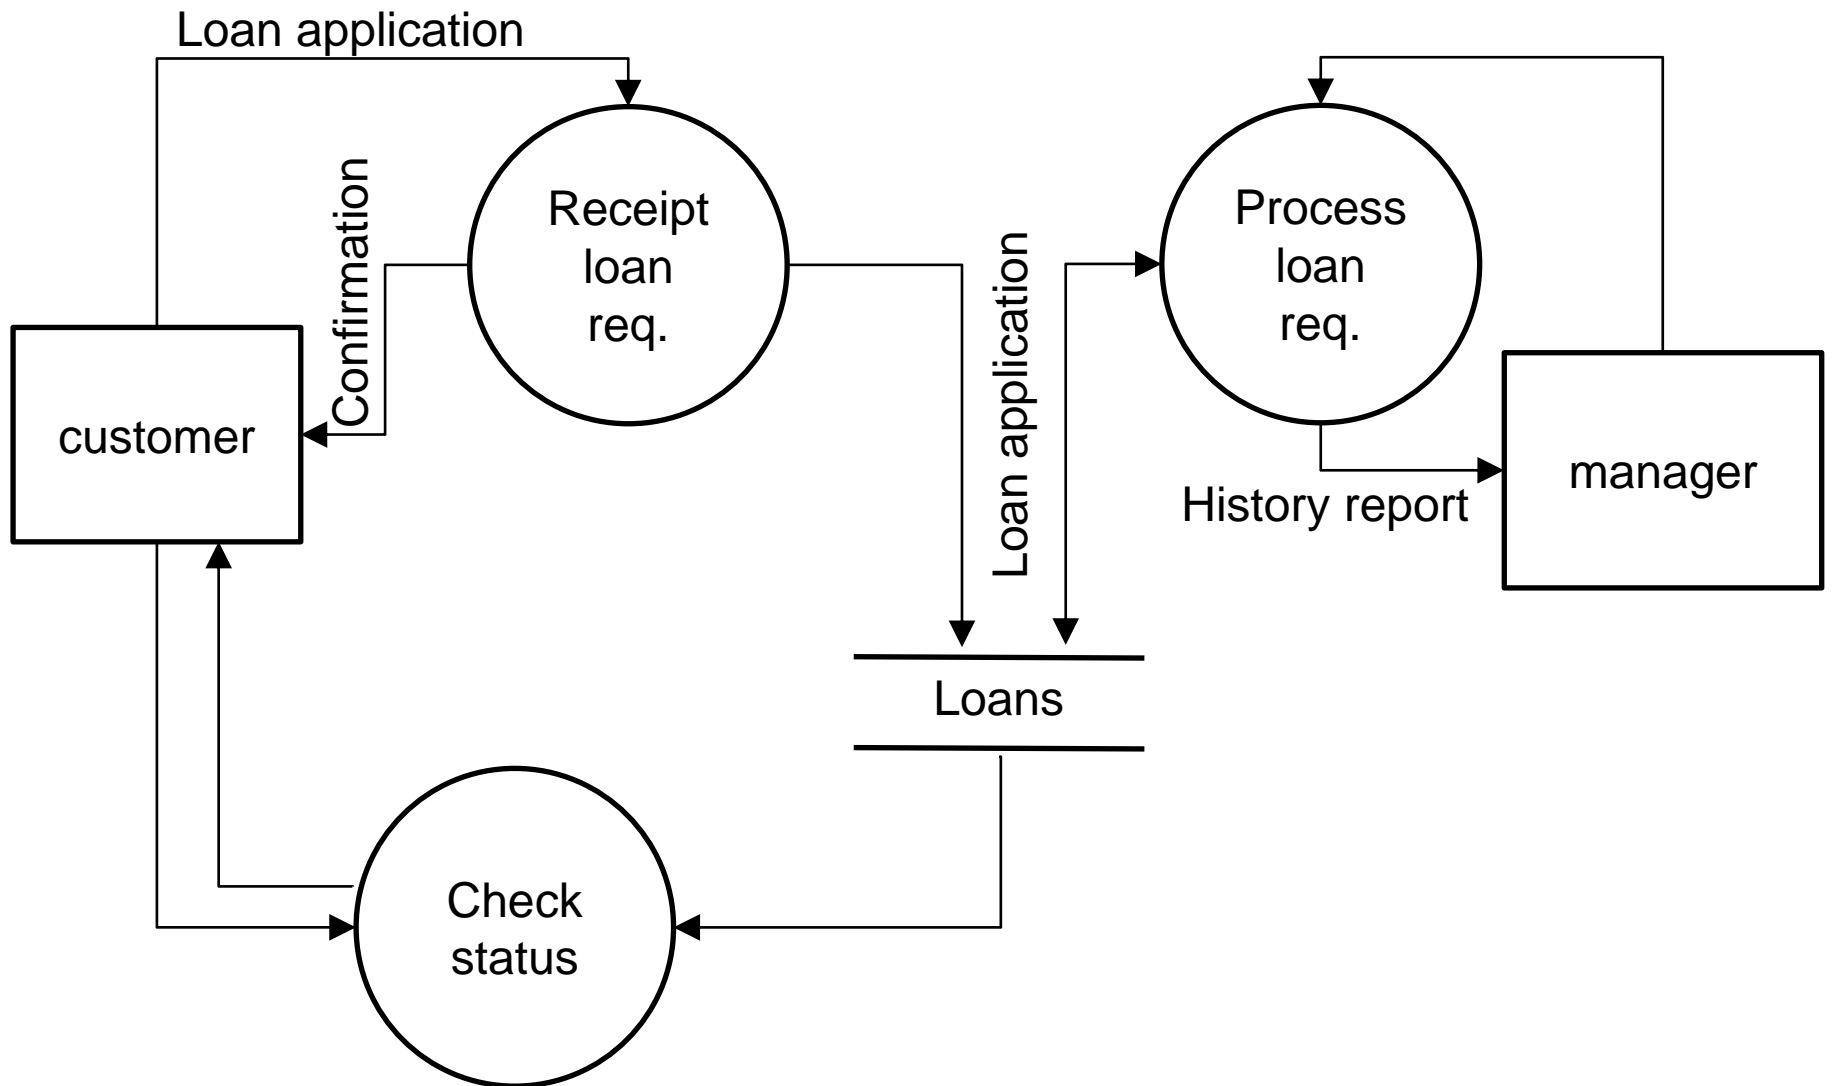 Loan application
Confirmation
Receipt
loan
req.
Loan application
Process
loan
req.
customer
History report
manager
Loans
Check
status